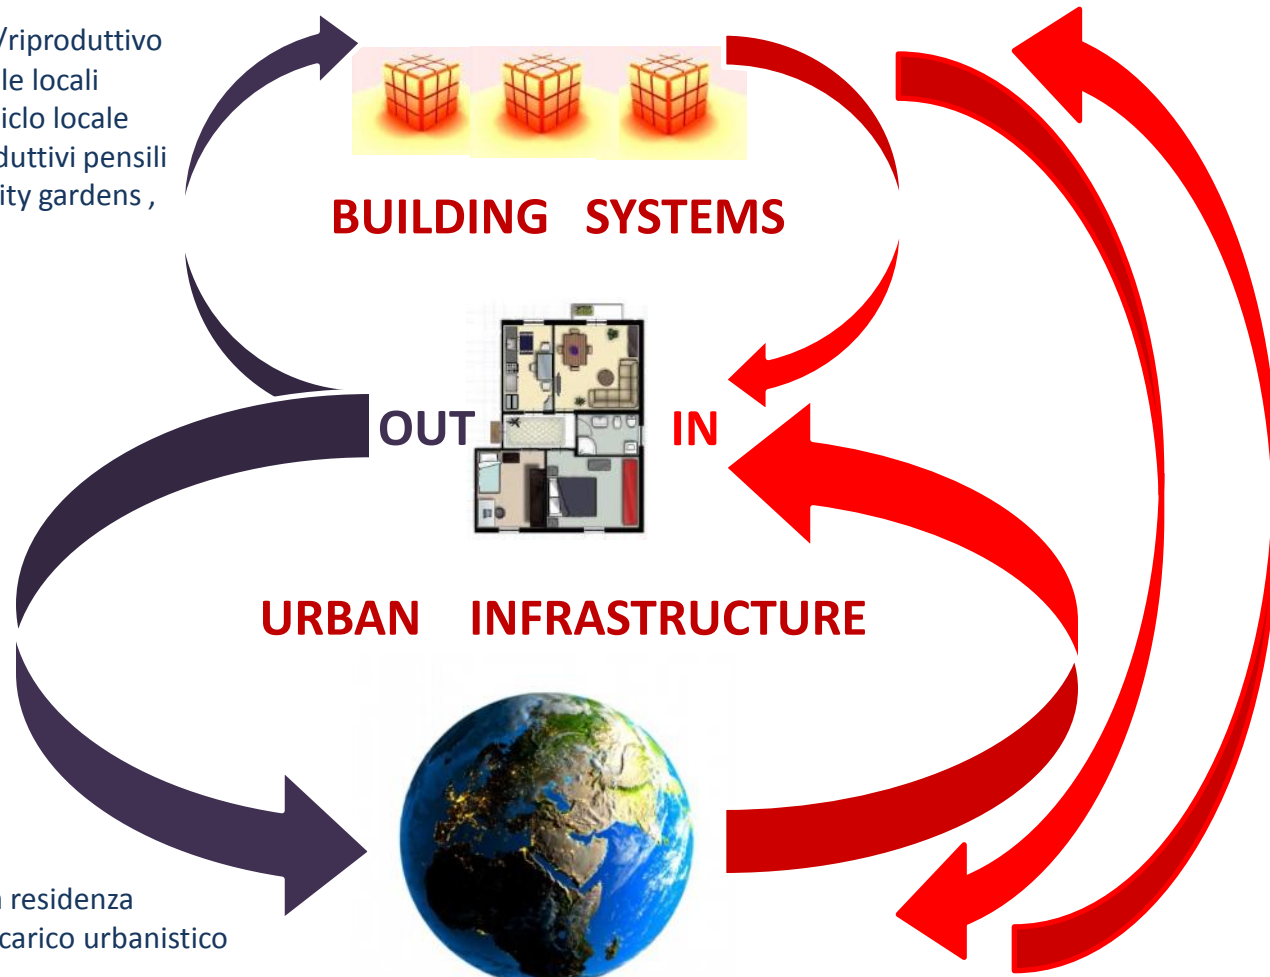 /riproduttivo
le locali
iclo locale
duttivi pensili
ity gardens ,
BUILDING SYSTEMS
OUT IN
URBAN INFRASTRUCTURE
residenza
carico urbanistico